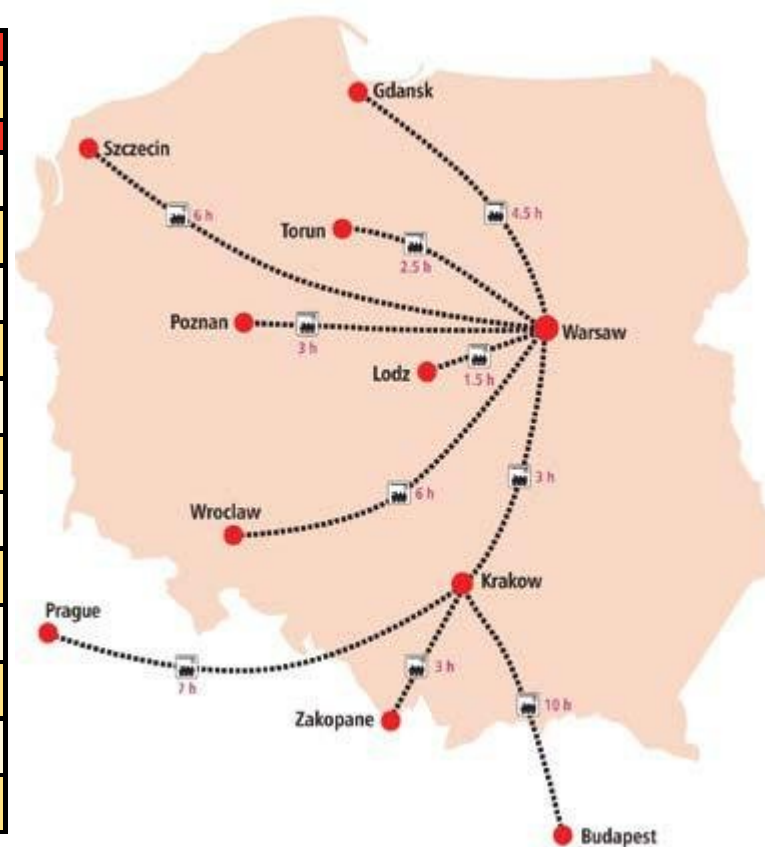 Gdansk
Szczecin
6 h
4.5 h
Torun
2.5 h
Poznan
3 h
Warsaw
Lodz
1.5 h
3 h
6 h
Wroclaw
Krakow
Prague
7 h
3 h
Zakopane
10 h
Budapest